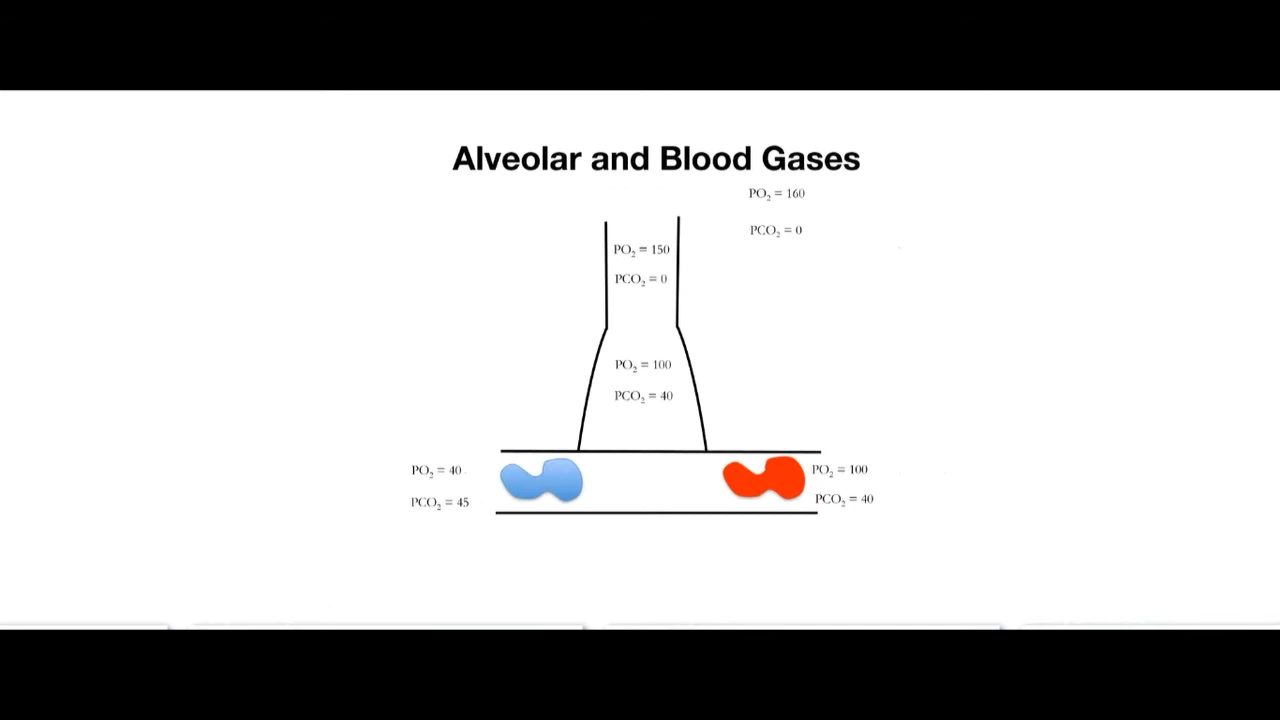 Alveolar and Blood Gases
PO₂ = 160
PCO₂ = 0
PO₂ = 150
PCO₂ = 0
PO₂ = 100
PCO₂ = 40
PO₂ = 40
PCO₂ = 45
PO₂ = 100
PCO₂ = 40